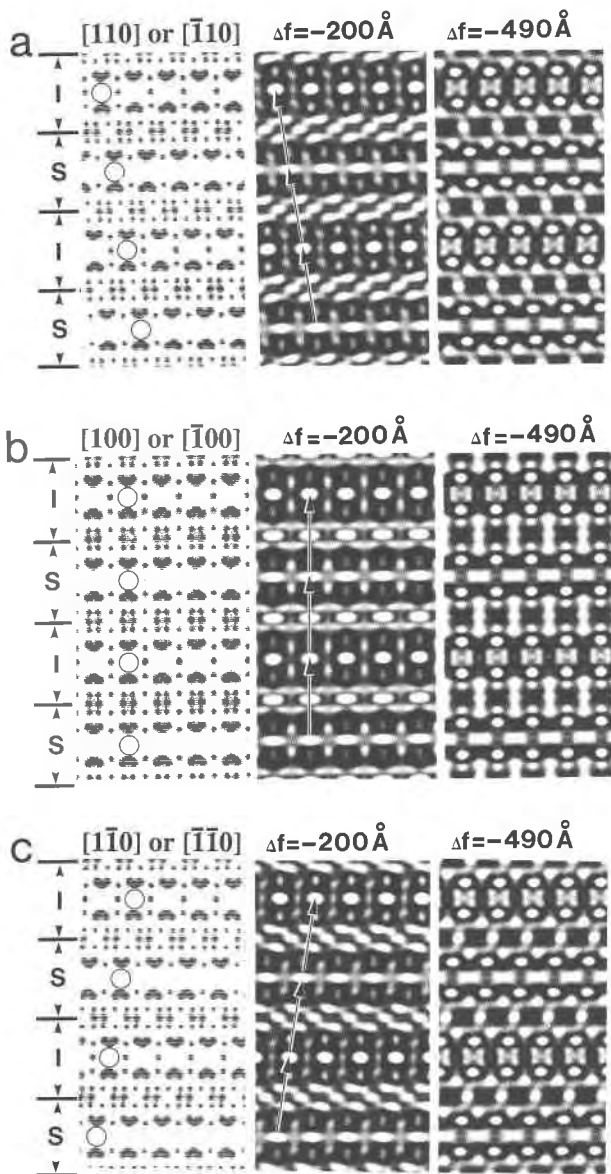 a
[110] or [1̄10]
Δf=−200Å
Δf=−490Å
I
S
I
S
b
[100] or [1̄00]
Δf=−200Å
Δf=−490Å
I
S
I
S
c
[11̄0] or [1̄1̄0]
Δf=−200Å
Δf=−490Å
I
S
I
S